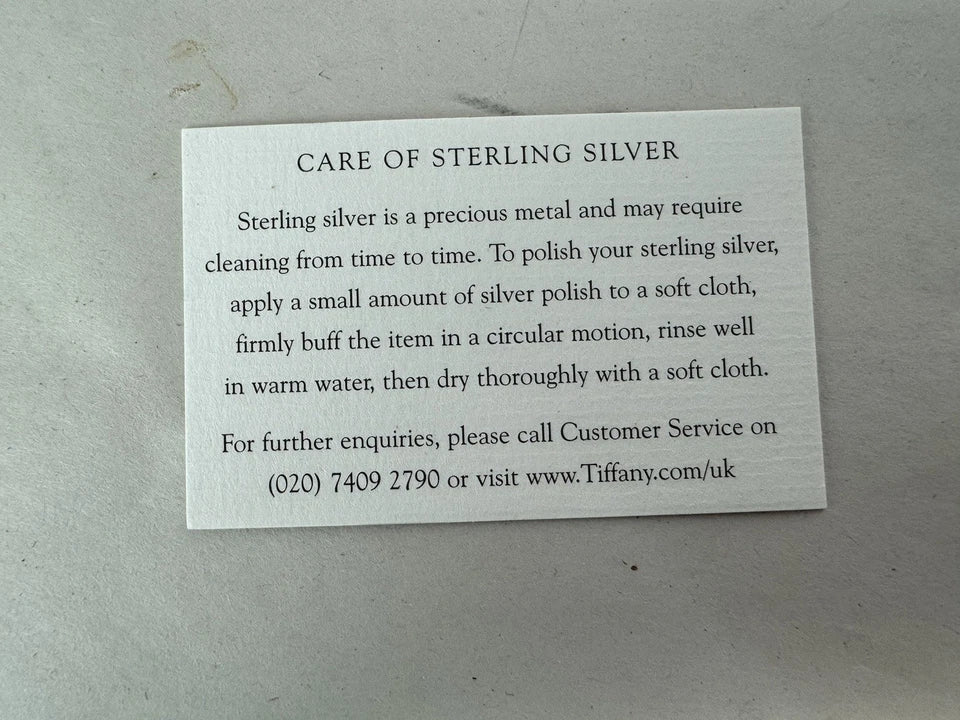 CARE OF STERLING SILVER
Sterling silver is a precious metal and may require
cleaning from time to time. To polish your sterling silver,
apply a small amount of silver polish to a soft cloth,
firmly buff the item in a circular motion, rinse well
in warm water, then dry thoroughly with a soft cloth.
For further enquiries, please call Customer Service on
(020) 7409 2790 or visit www.Tiffany.com/uk